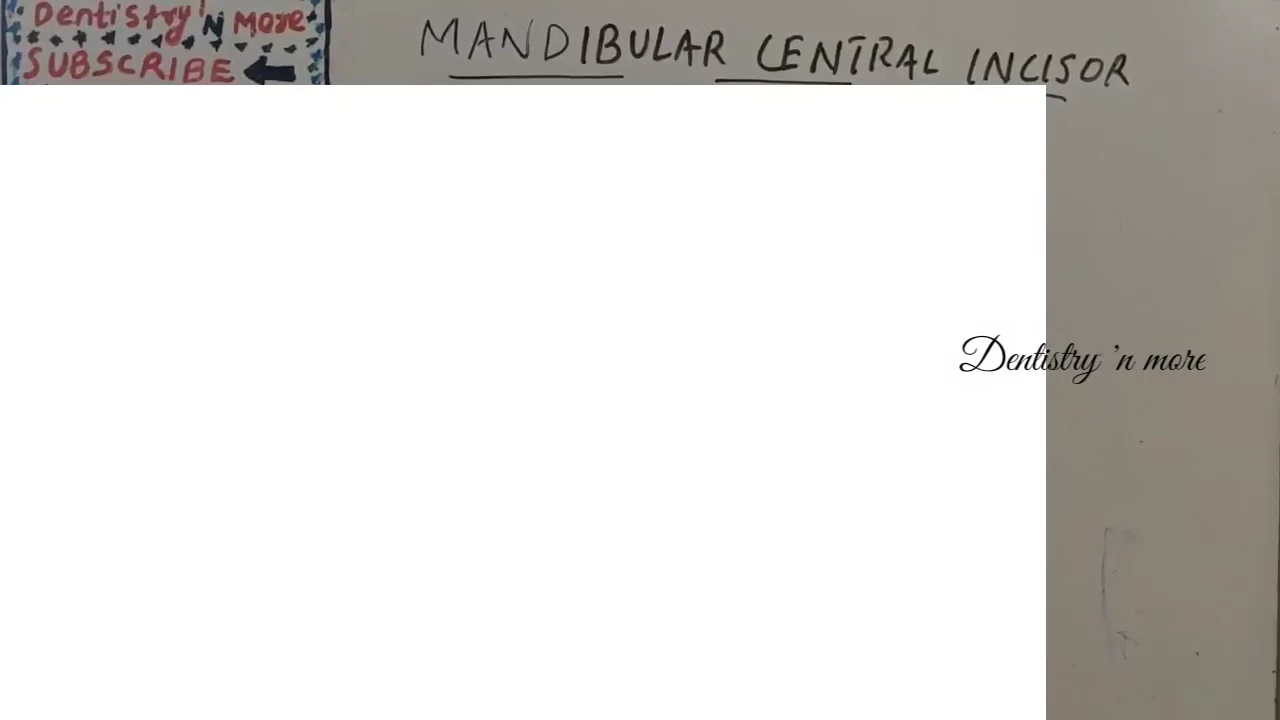 Dentistry 'N More
SUBSCRIBE
MANDIBULAR CENTRAL INCISOR
Dentistry 'n more